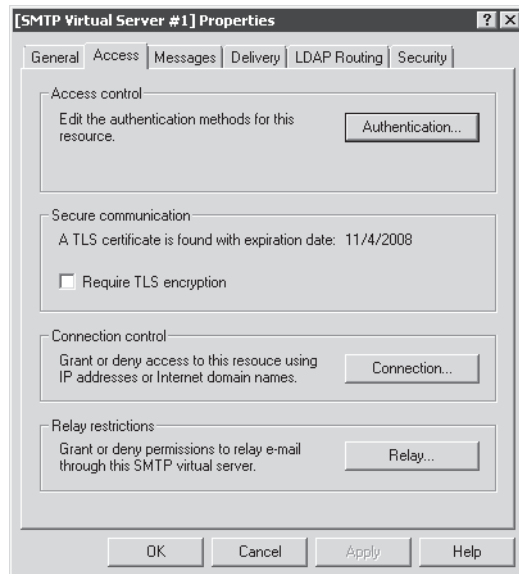 [SMTP Virtual Server #1] Properties
General Access Messages Delivery LDAP Routing Security
Access control
Edit the authentication methods for this
resource.
Authentication...
Secure communication
A TLS certificate is found with expiration date: 11/4/2008
Require TLS encryption
Connection control
Grant or deny access to this resouce using
IP addresses or Internet domain names.
Connection...
Relay restrictions
Grant or deny permissions to relay e-mail
through this SMTP virtual server.
Relay...
OK Cancel Apply Help